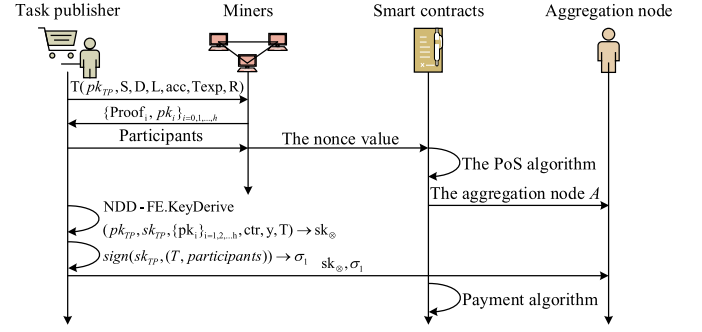 Task publisher
Miners
Smart contracts
Aggregation node
T(pk_TP, S, D, L, acc, Texp, R)
{Proof_i, pk_i}_{i=0,1,...,h}
Participants
The nonce value
The PoS algorithm
The aggregation node A
NDD - FE.KeyDerive
(pk_TP, sk_TP, {pk_i}_{i=1,2,...h}, ctr, y, T) → sk_⊗
sign(sk_TP, (T, participants)) → σ_1
sk_⊗, σ_1
Payment algorithm